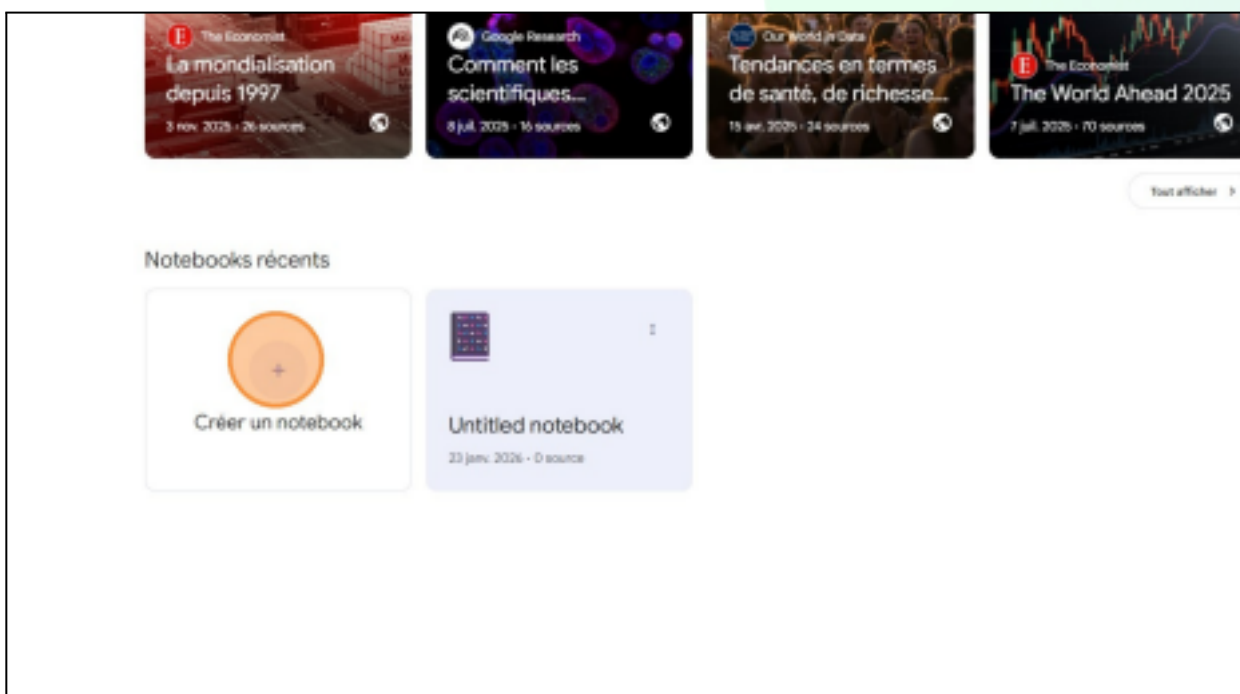 The Economist
La mondialisation
depuis 1997
3 nov. 2025 · 26 sources
Google Research
Comment les
scientifiques...
8 juil. 2025 · 16 sources
Our World in Data
Tendances en termes
de santé, de richesse...
15 avr. 2025 · 24 sources
The Economist
The World Ahead 2025
7 juil. 2025 · 70 sources
Tout afficher >
Notebooks récents
+
Créer un notebook
Untitled notebook
23 janv. 2026 · 0 source